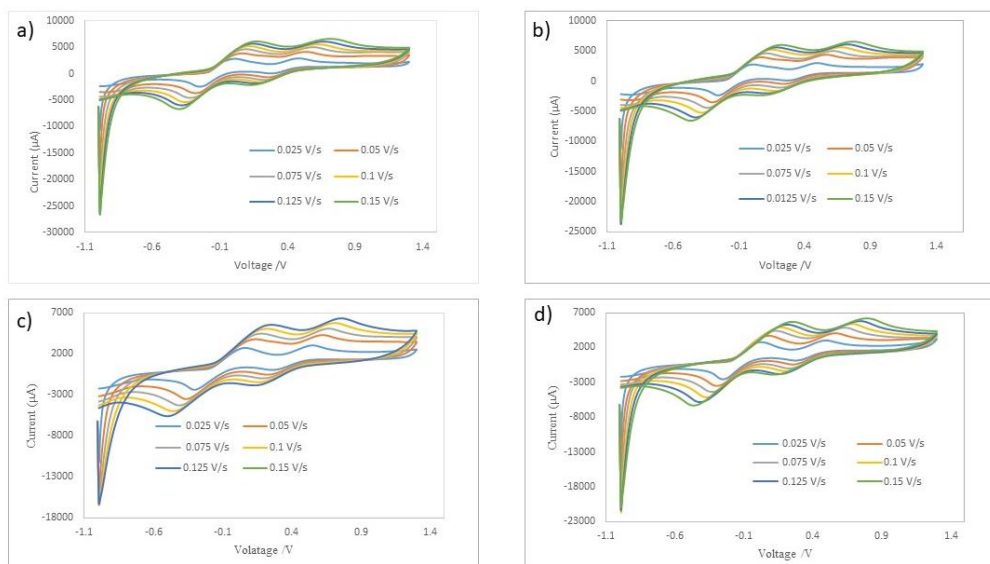 a)
10000
5000
0
-5000
-10000
-15000
-20000
-25000
-30000
Current (µA)
-1.1 -0.6 -0.1 0.4 0.9 1.4
Voltage /V
0.025 V/s 0.05 V/s
0.075 V/s 0.1 V/s
0.125 V/s 0.15 V/s
b)
10000
5000
0
-5000
-10000
-15000
-20000
-25000
Current (µA)
-1.1 -0.6 -0.1 0.4 0.9 1.4
Voltage /V
0.025 V/s 0.05 V/s
0.075 V/s 0.1 V/s
0.0125 V/s 0.15 V/s
c)
7000
2000
-3000
-8000
-13000
-18000
Current (µA)
-1.1 -0.6 -0.1 0.4 0.9 1.4
Volatage /V
0.025 V/s 0.05 V/s
0.075 V/s 0.1 V/s
0.125 V/s 0.15 V/s
d)
7000
2000
-3000
-8000
-13000
-18000
-23000
Current (µA)
-1.1 -0.6 -0.1 0.4 0.9 1.4
Voltage /V
0.025 V/s 0.05 V/s
0.075 V/s 0.1 V/s
0.125 V/s 0.15 V/s